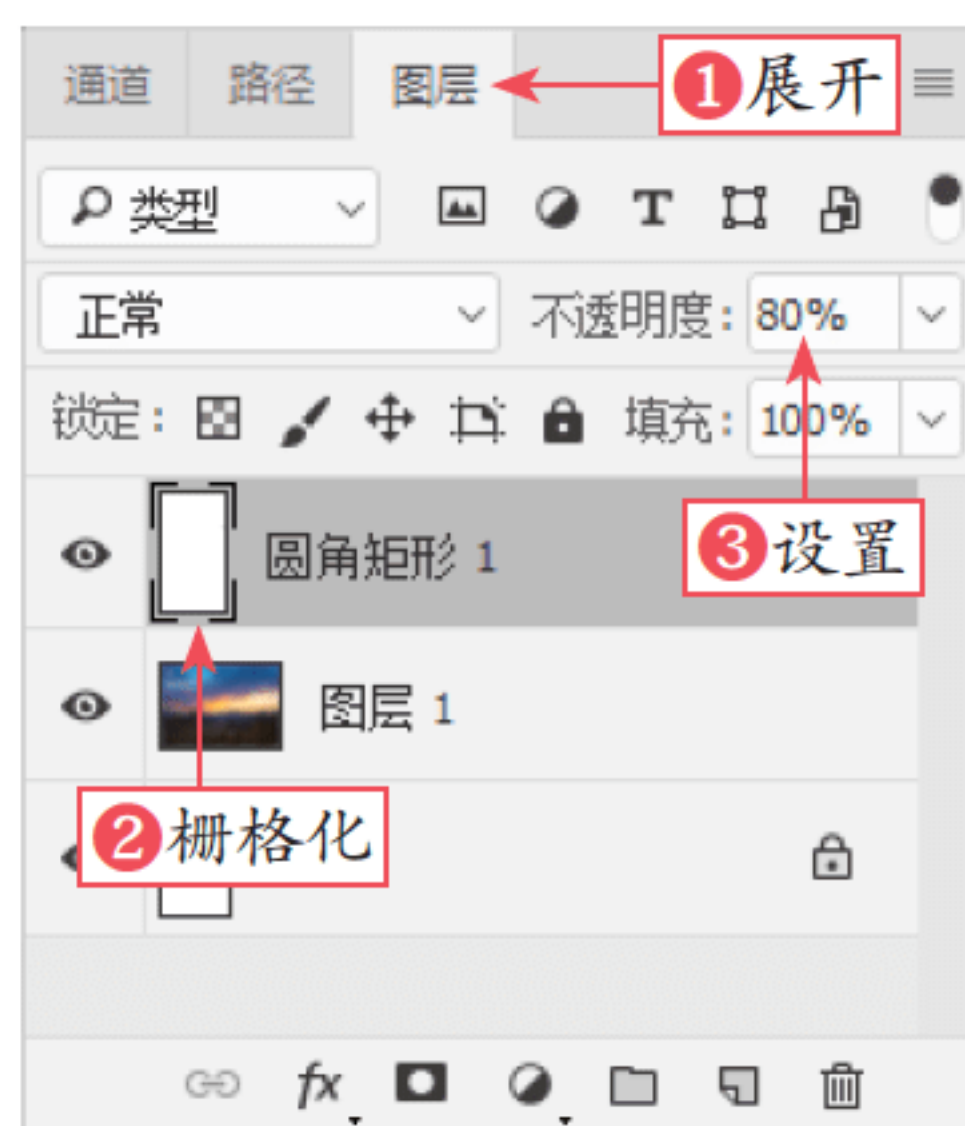 通道 路径 图层 ❶展开
类型
正常 不透明度: 80%
锁定: 填充: 100%
圆角矩形 1 ❸设置
图层 1
❷栅格化
fx